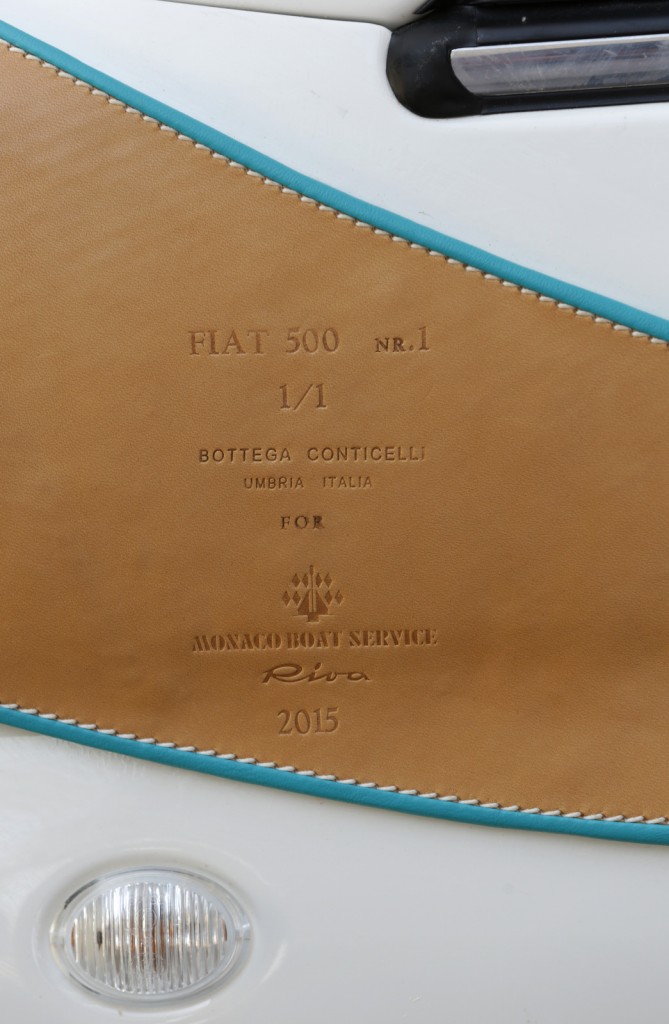 FIAT 500 NR.1
1/1
BOTTEGA CONTICELLi
UMBRIA ITALIA
FOR
MONACO BOAT SERVICE
Riva
2015